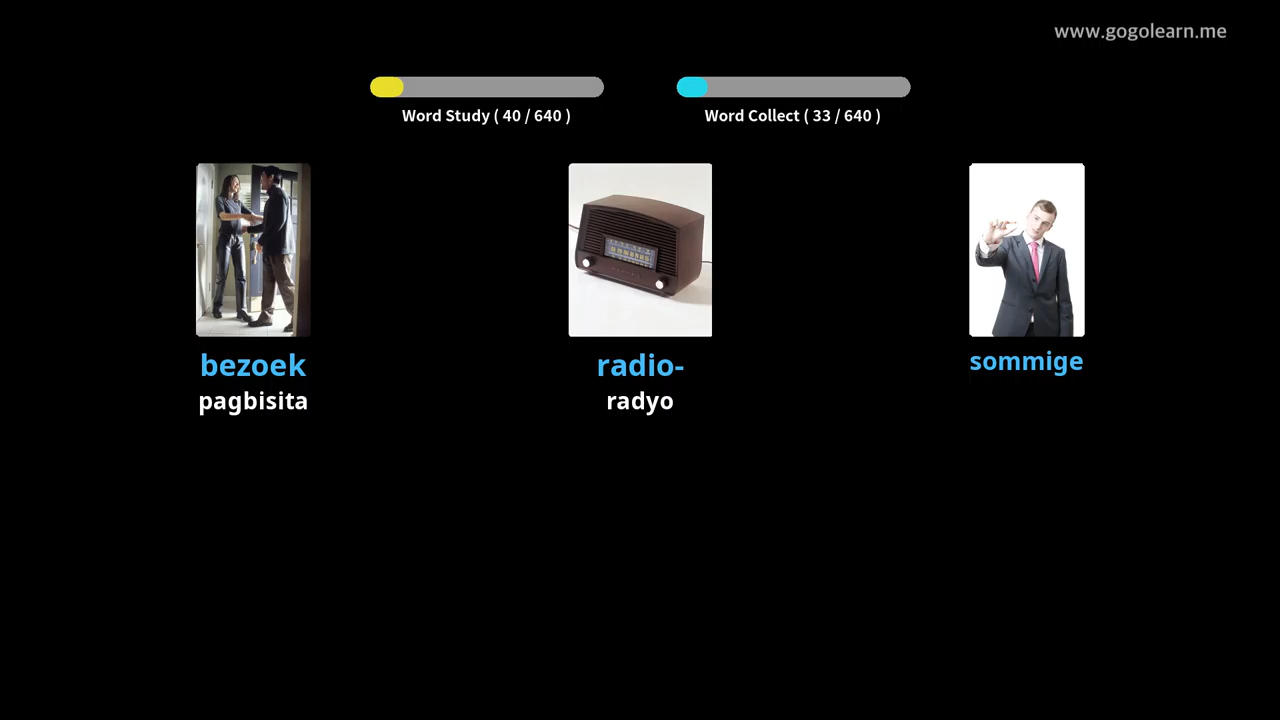 www.gogolearn.me
Word Study ( 40 / 640 )
Word Collect ( 33 / 640 )
bezoek
pagbisita
radio-
radyo
sommige